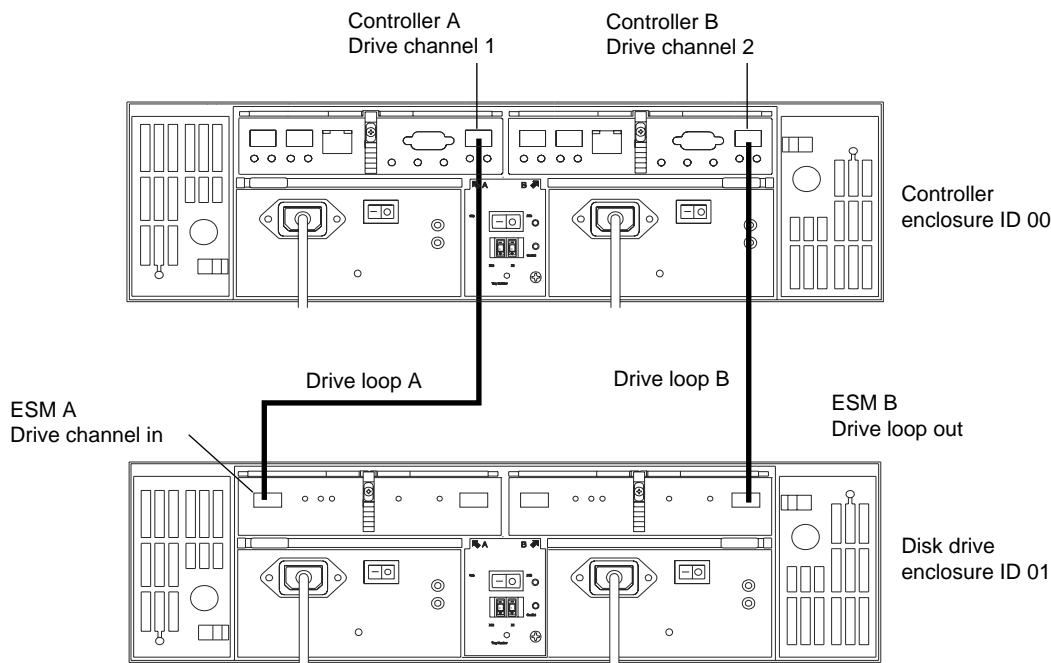 Controller A
Drive channel 1
Controller B
Drive channel 2
A B
Controller
enclosure ID 00
Drive loop A
Drive loop B
ESM A
Drive channel in
ESM B
Drive loop out
A B
Disk drive
enclosure ID 01